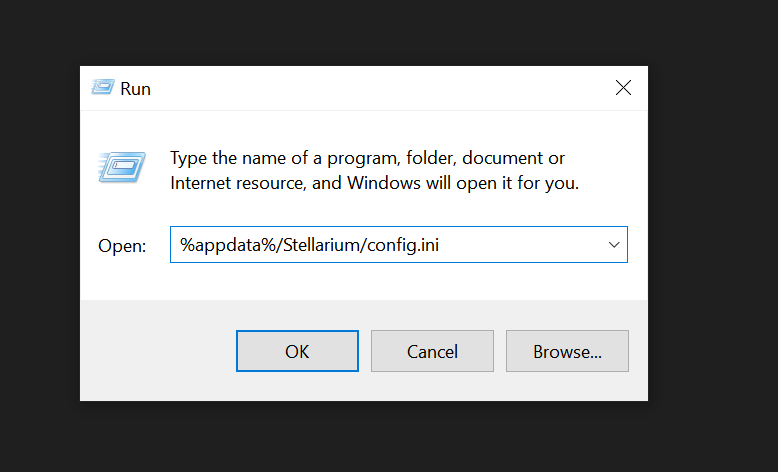 Run
Type the name of a program, folder, document or
Internet resource, and Windows will open it for you.
Open: %appdata%/Stellarium/config.ini
OK Cancel Browse...